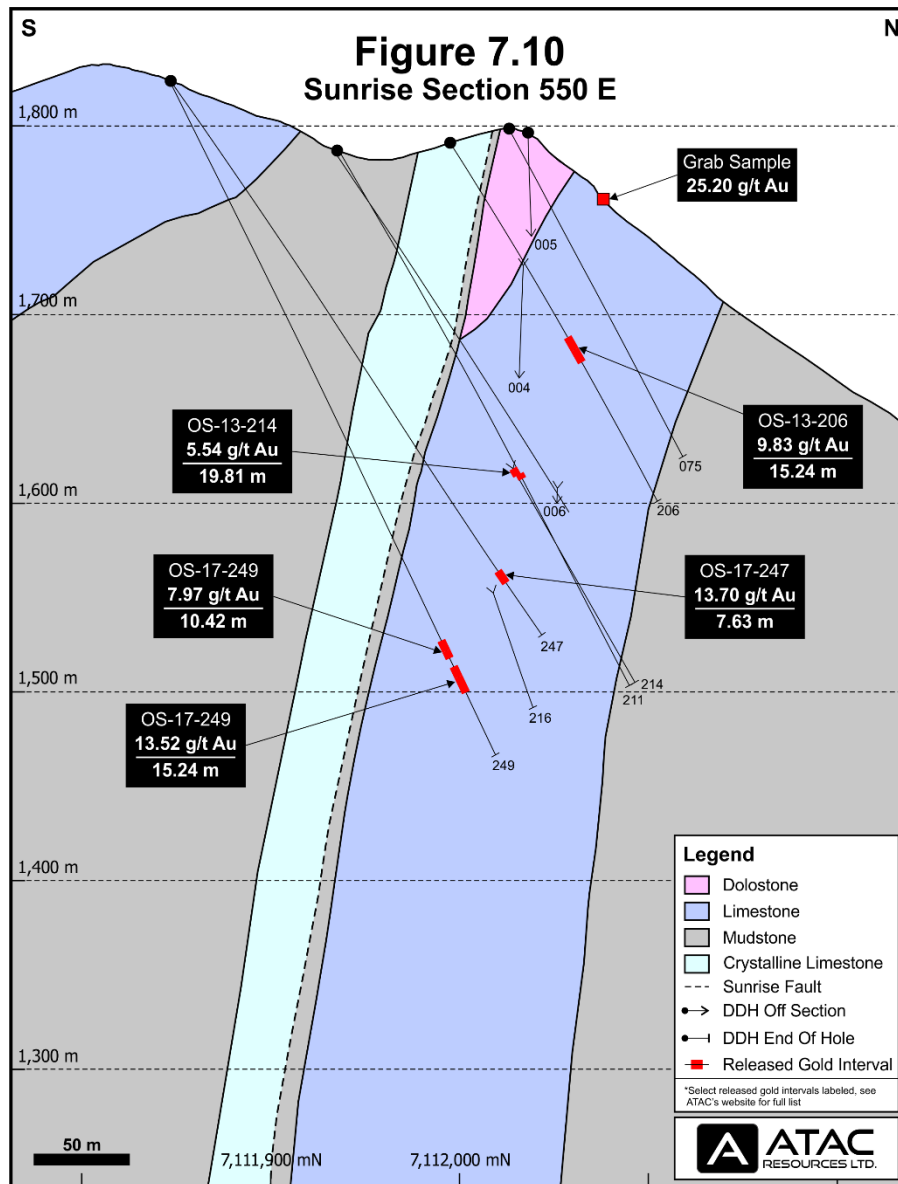 S
N
Figure 7.10
Sunrise Section 550 E
1,800 m
Grab Sample
25.20 g/t Au
005
1,700 m
004
OS-13-214
5.54 g/t Au
19.81 m
OS-13-206
9.83 g/t Au
15.24 m
075
1,600 m
006
206
OS-17-249
7.97 g/t Au
10.42 m
OS-17-247
13.70 g/t Au
7.63 m
247
1,500 m
214
211
216
OS-17-249
13.52 g/t Au
15.24 m
249
1,400 m
Legend
Dolostone
Limestone
Mudstone
Crystalline Limestone
Sunrise Fault
DDH Off Section
DDH End Of Hole
Released Gold Interval
*Select released gold intervals labeled, see
ATAC's website for full list
1,300 m
50 m
7,111,900 mN
7,112,000 mN
A
ATAC
RESOURCES LTD.